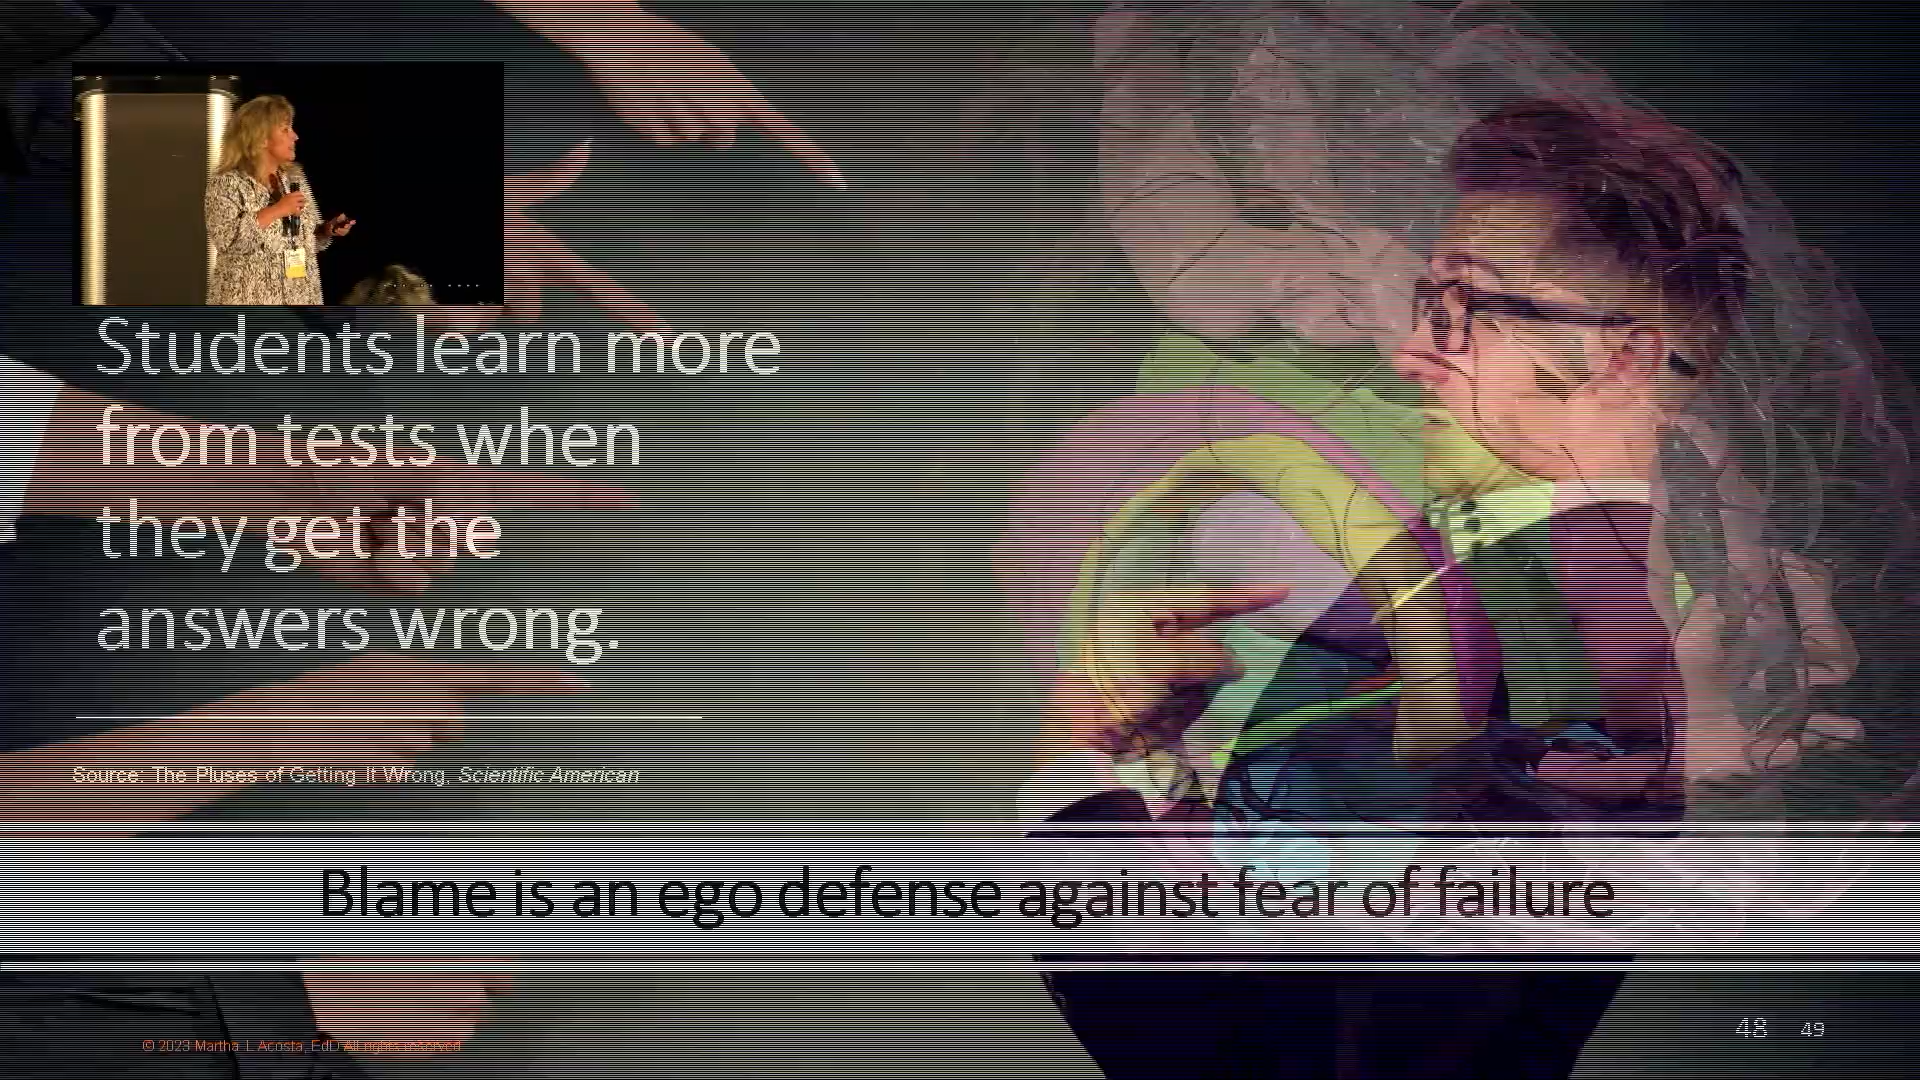 Students learn more
from tests when
they get the
answers wrong.
Source: The Pluses of Getting It Wrong, Scientific American
Blame is an ego defense against fear of failure
48 49
© 2023 Martha L Acosta, EdD All rights reserved